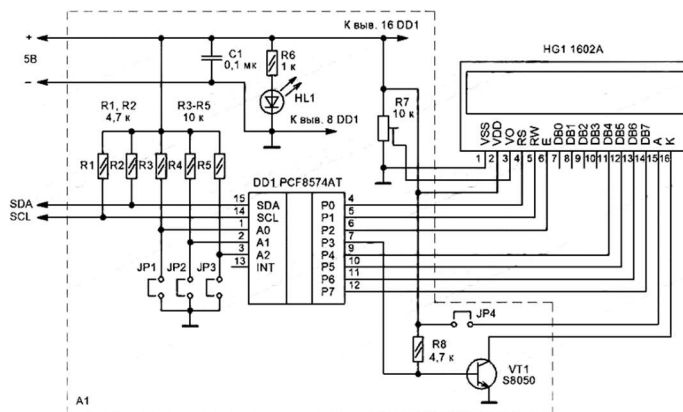 К выв. 16 DD1
+
5В
−
C1
0,1 мк
R6
1 к
HL1
HG1 1602A
R1, R2
4,7 к
R3-R5
10 к
К выв. 8 DD1
R7
10 к
VSS
VDD
VO
RS
RW
E
DB0
DB1
DB2
DB3
DB4
DB5
DB6
DB7
A
K
1 2 3 4 5 6 7 8 9 10 11 12 13 14 15 16
R1 R2 R3 R4 R5
DD1 PCF8574AT
SDA
SCL
15 SDA P0 4
14 SCL P1 5
1 A0 P2 6
2 A1 P3 7
3 A2 P4 9
13 INT P5 10
P6 11
P7 12
JP1 JP2 JP3
JP4
R8
4,7 к
VT1
S8050
A1